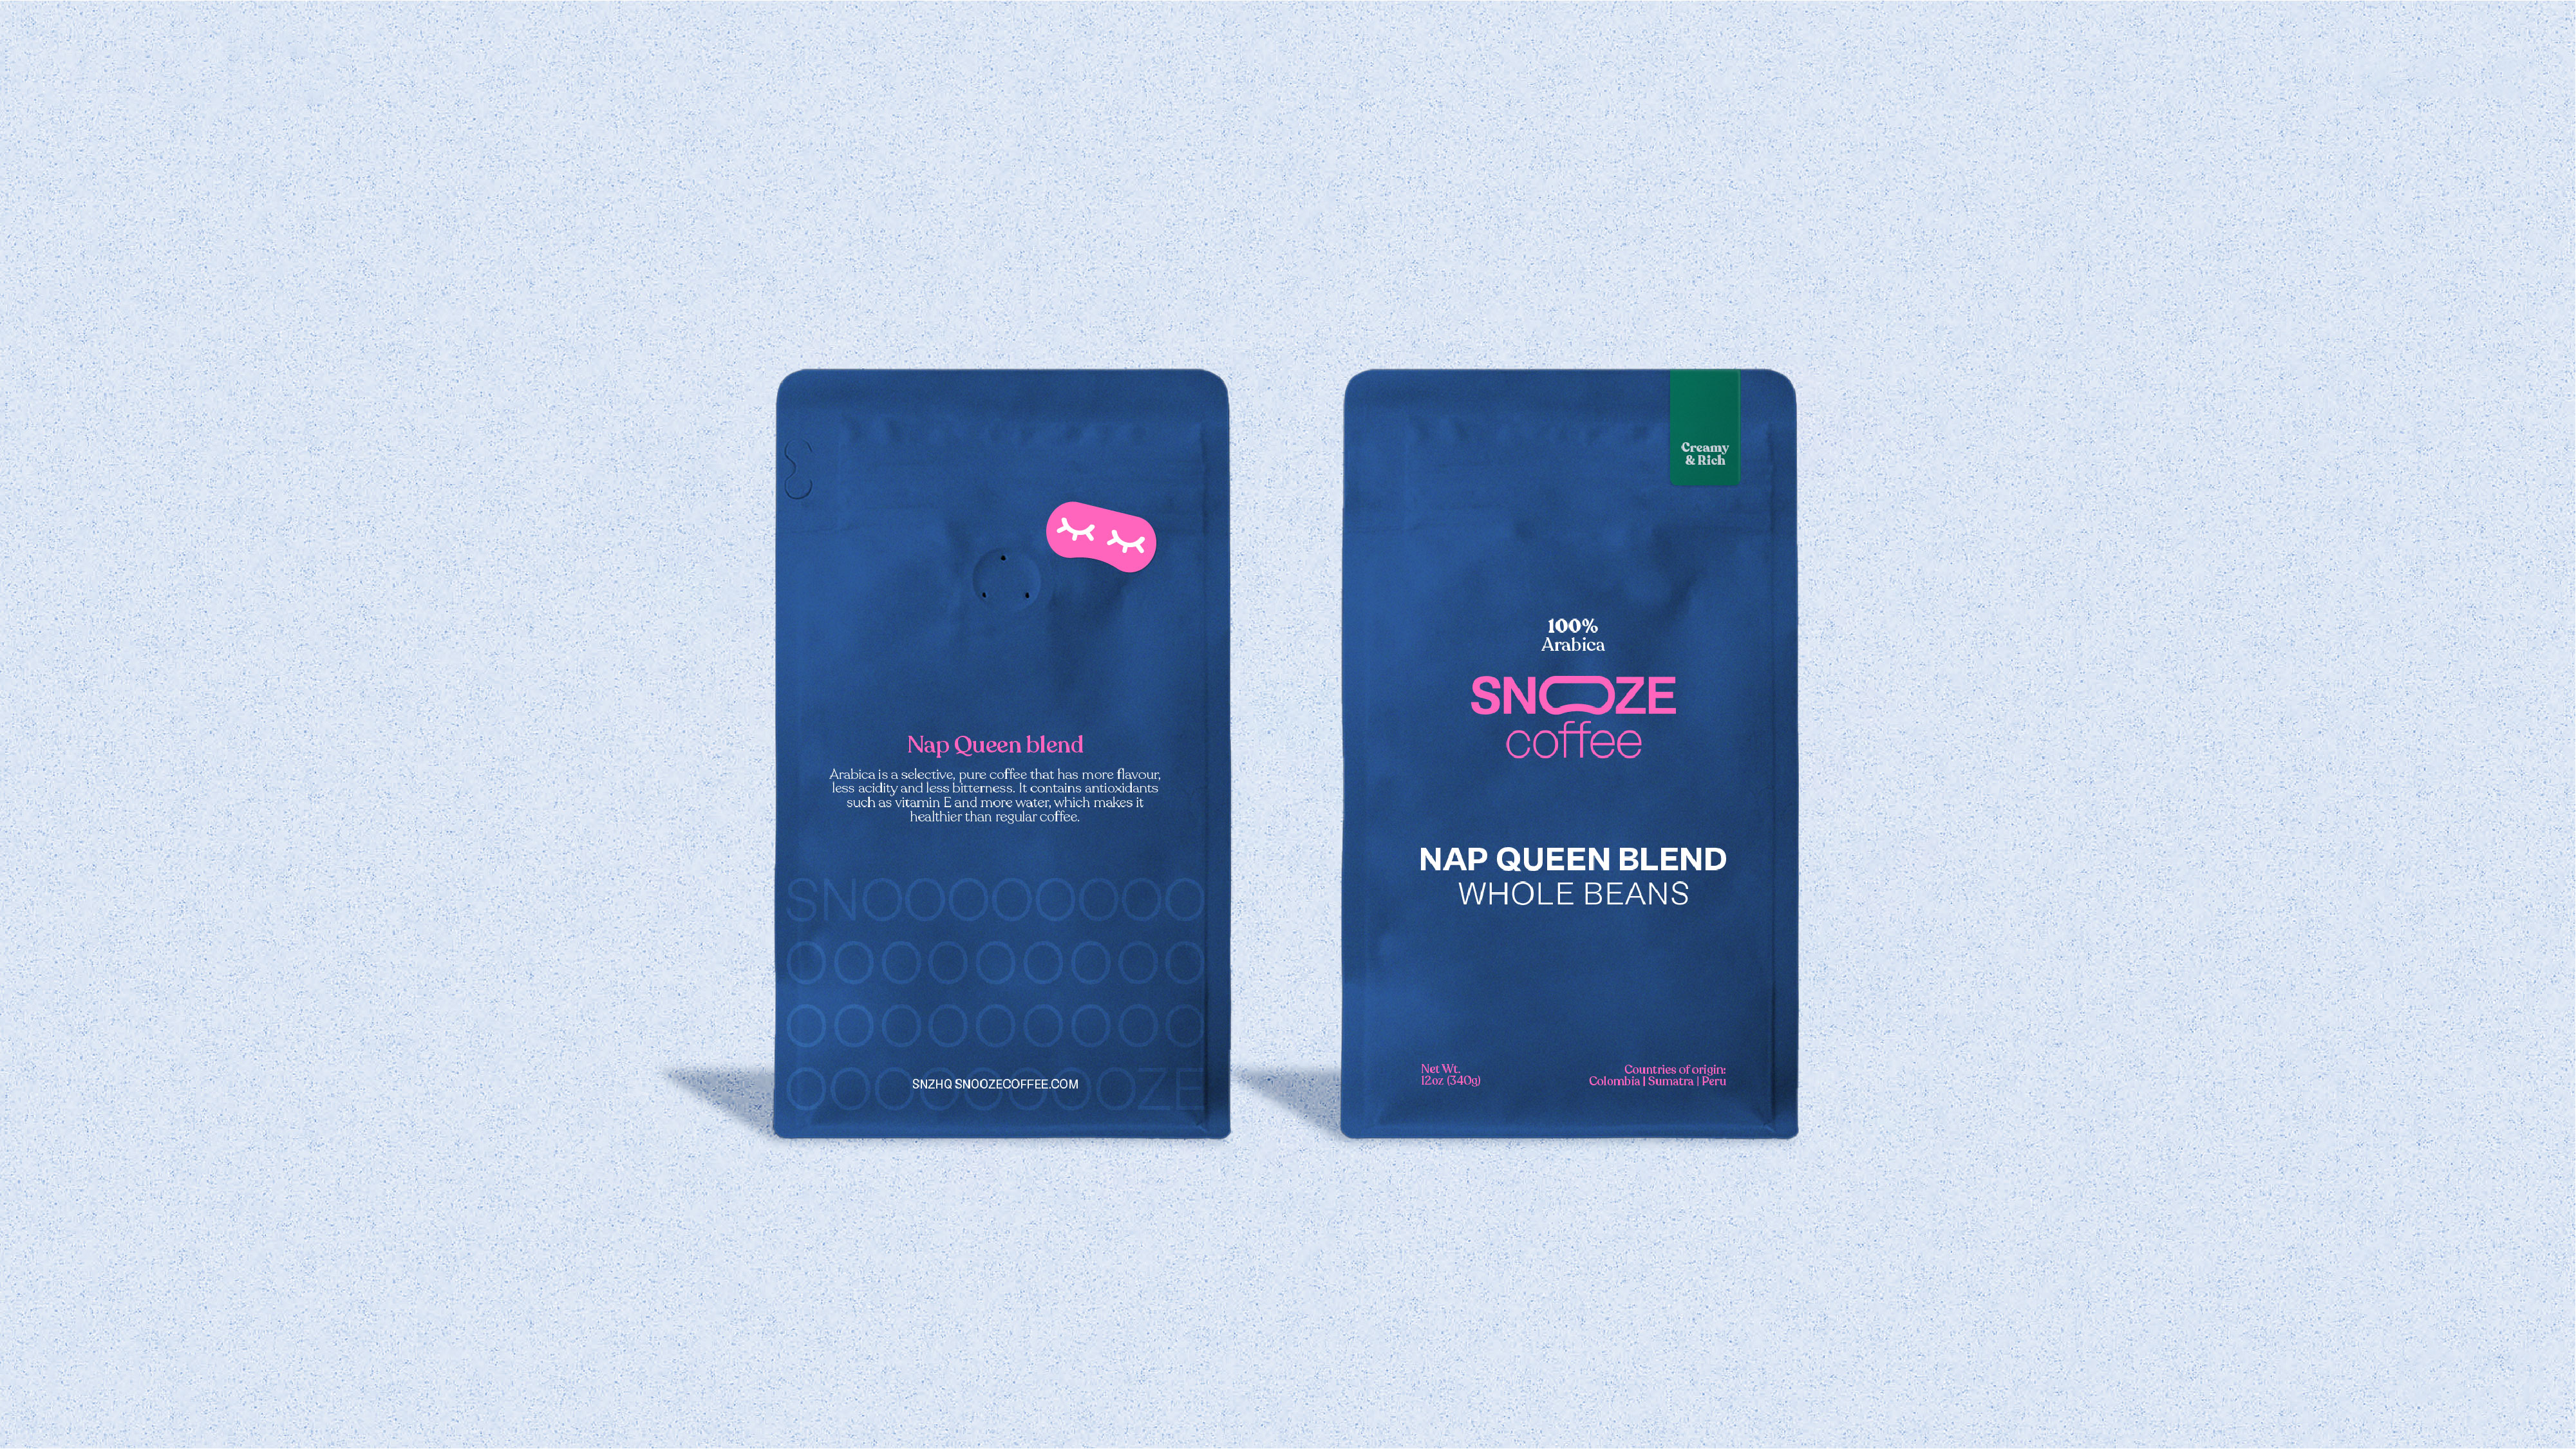 Nap Queen blend
Arabica is a selective, pure coffee that has more flavour,
less acidity and less bitterness. It contains antioxidants
such as vitamin E and more water, which makes it
healthier than regular coffee.
SNOOOOOOOO
OOOOOOOOO
OOOOOOOOO
OOOOOOOOZE
SNZHQ SNOOZECOFFEE.COM
Creamy
& Rich
100%
Arabica
SNOOZE
coffee
NAP QUEEN BLEND
WHOLE BEANS
Net Wt.
12oz (340g)
Countries of origin:
Colombia | Sumatra | Peru